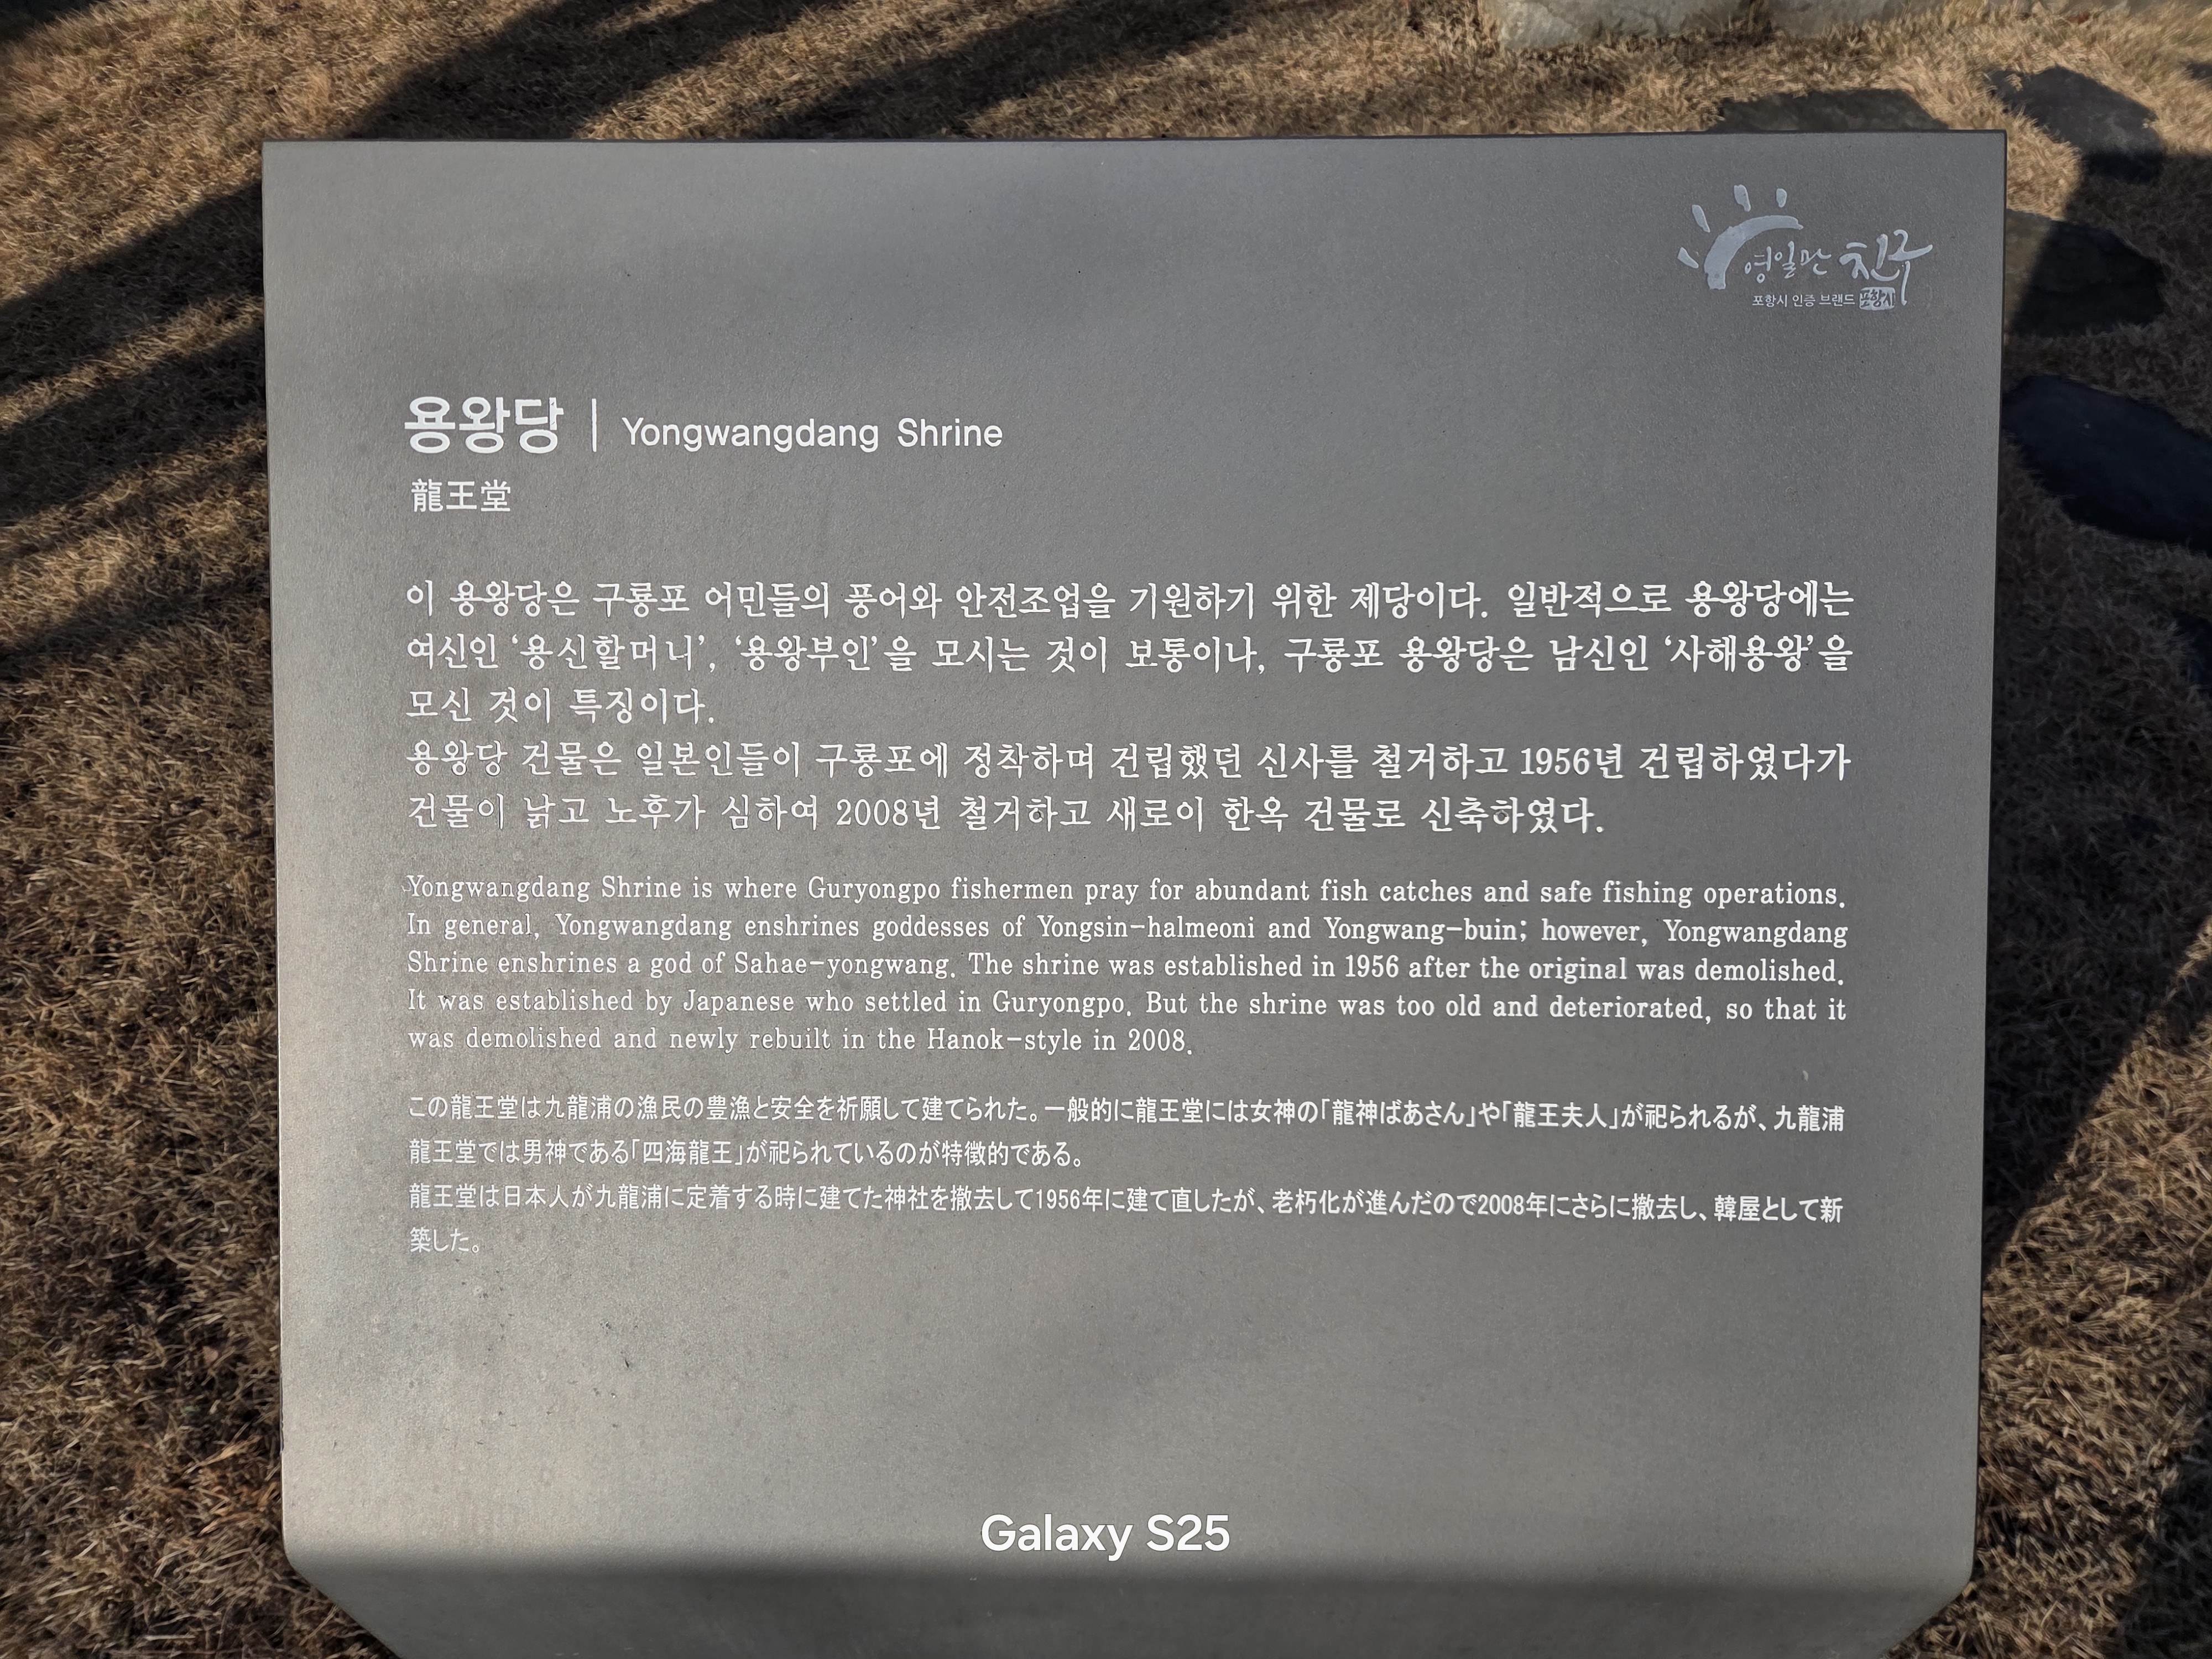 영일만 친구
포항시 인증 브랜드 포항시
용왕당 | Yongwangdang Shrine
龍王堂
이 용왕당은 구룡포 어민들의 풍어와 안전조업을 기원하기 위한 제당이다. 일반적으로 용왕당에는
여신인 ‘용신할머니’, ‘용왕부인’을 모시는 것이 보통이나, 구룡포 용왕당은 남신인 ‘사해용왕’을
모신 것이 특징이다.
용왕당 건물은 일본인들이 구룡포에 정착하며 건립했던 신사를 철거하고 1956년 건립하였다가
건물이 낡고 노후가 심하여 2008년 철거하고 새로이 한옥 건물로 신축하였다.
Yongwangdang Shrine is where Guryongpo fishermen pray for abundant fish catches and safe fishing operations.
In general, Yongwangdang enshrines goddesses of Yongsin-halmeoni and Yongwang-buin; however, Yongwangdang
Shrine enshrines a god of Sahae-yongwang. The shrine was established in 1956 after the original was demolished.
It was established by Japanese who settled in Guryongpo. But the shrine was too old and deteriorated, so that it
was demolished and newly rebuilt in the Hanok-style in 2008.
この龍王堂は九龍浦の漁民の豊漁と安全を祈願して建てられた。一般的に龍王堂には女神の「龍神ばあさん」や「龍王夫人」が祀られるが、九龍浦
龍王堂では男神である「四海龍王」が祀られているのが特徴的である。
龍王堂は日本人が九龍浦に定着する時に建てた神社を撤去して1956年に建て直したが、老朽化が進んだので2008年にさらに撤去し、韓屋として新
築した。
Galaxy S25